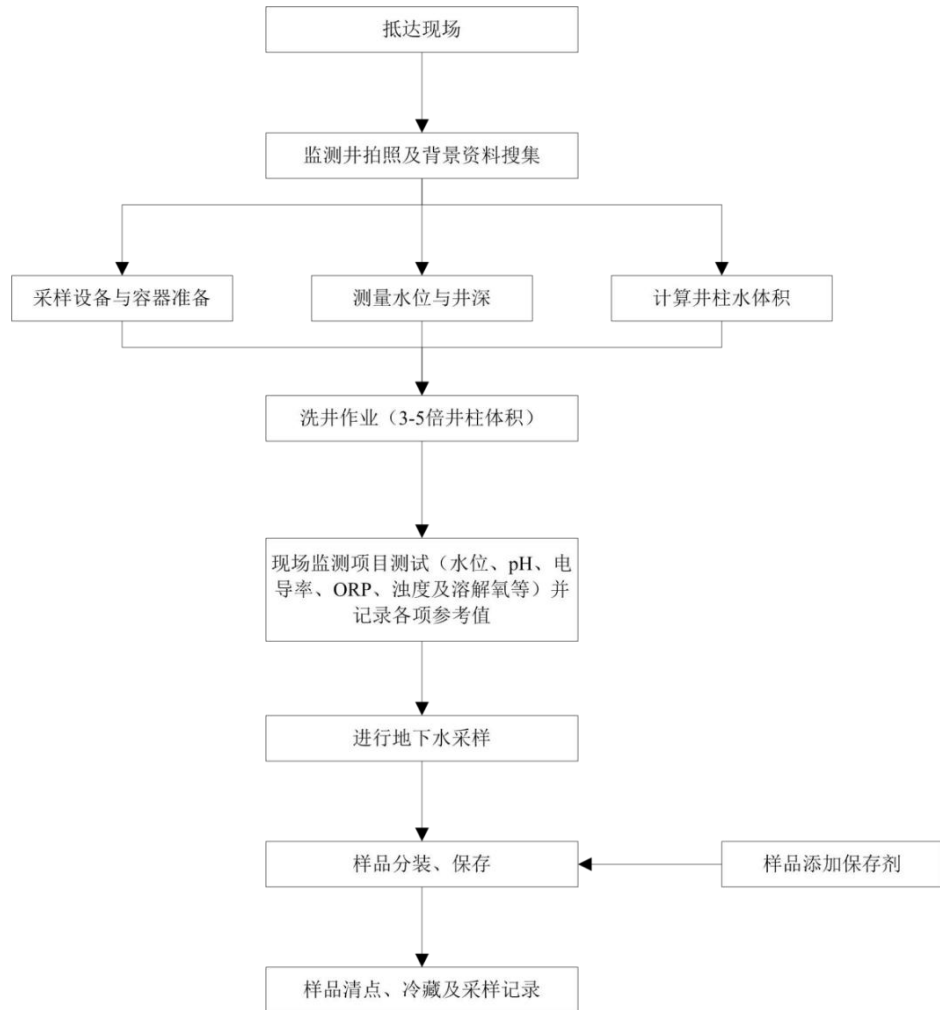 抵达现场
监测井拍照及背景资料搜集
采样设备与容器准备
测量水位与井深
计算井柱水体积
洗井作业（3-5倍井柱体积）
现场监测项目测试（水位、pH、电
导率、ORP、浊度及溶解氧等）并
记录各项参考值
进行地下水采样
样品分装、保存
样品添加保存剂
样品清点、冷藏及采样记录